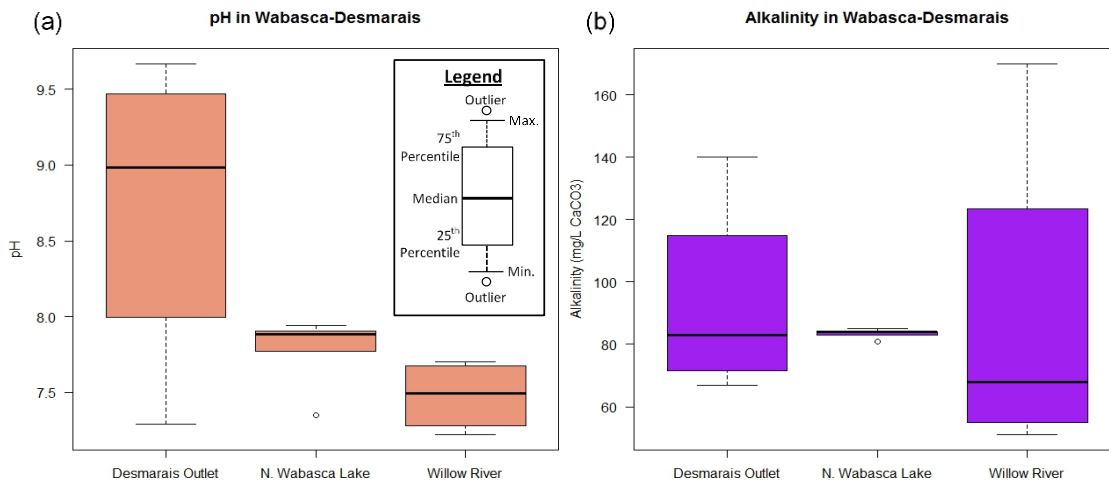 (a)
pH in Wabasca-Desmarais
pH
9.5
9.0
8.5
8.0
7.5
Legend
Outlier
Max.
75th
Percentile
Median
25th
Percentile
Min.
Outlier
Desmarais Outlet
N. Wabasca Lake
Willow River
(b)
Alkalinity in Wabasca-Desmarais
Alkalinity (mg/L CaCO3)
160
140
120
100
80
60
Desmarais Outlet
N. Wabasca Lake
Willow River